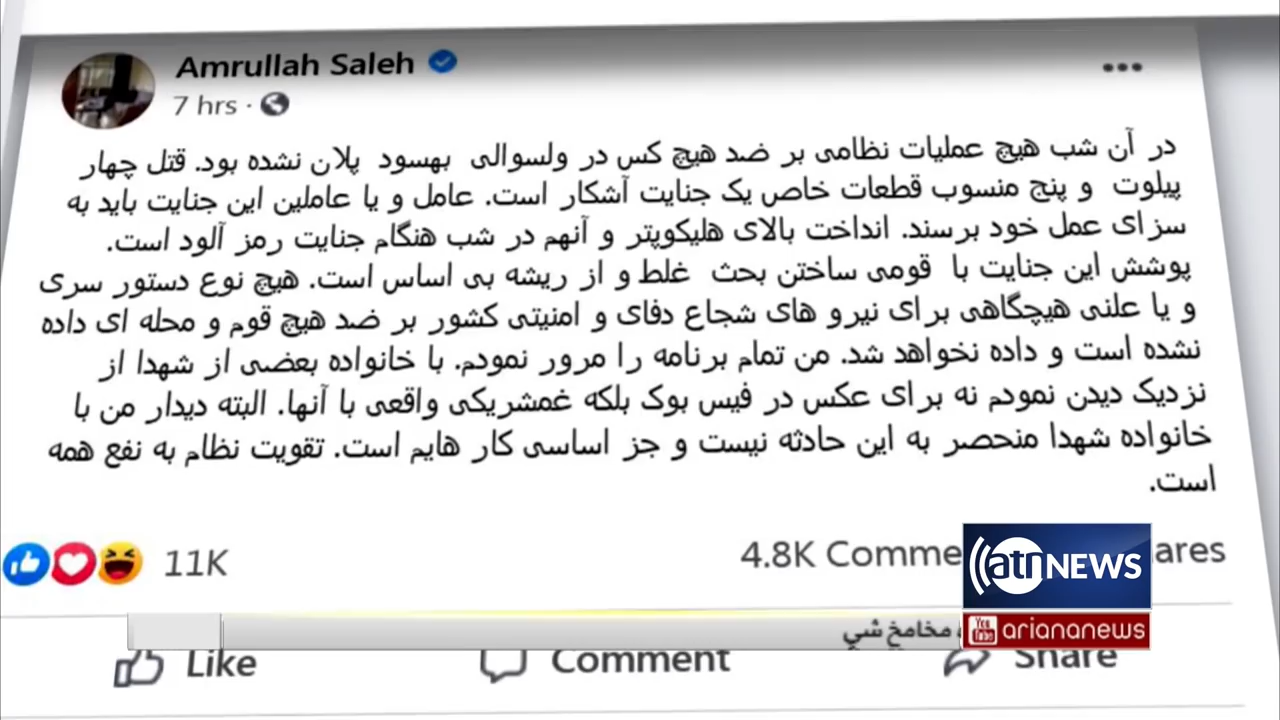 Amrullah Saleh
7 hrs ·
در آن شب هیچ عملیات نظامی بر ضد هیچ کس در ولسوالی بهسود پلان نشده بود. قتل چهار
پیلوت و پنج منسوب قطعات خاص یک جنایت آشکار است. عامل و یا عاملین این جنایت باید به
سزای عمل خود برسند. انداخت بالای هلیکوپتر و آنهم در شب هنگام جنایت رمز آلود است.
پوشش این جنایت با قومی ساختن بحث غلط و از ریشه بی اساس است. هیچ نوع دستور سری
و یا علنی هیچگاهی برای نیرو های شجاع دفای و امنیتی کشور بر ضد هیچ قوم و محله ای داده
نشده است و داده نخواهد شد. من تمام برنامه را مرور نمودم. با خانواده بعضی از شهدا از
نزدیک دیدن نمودم نه برای عکس در فیس بوک بلکه غمشریکی واقعی با آنها. البته دیدار من با
خانواده شهدا منحصر به این حادثه نیست و جز اساسی کار هایم است. تقویت نظام به نفع همه
است.
11K
4.8K
atn NEWS
You Tube ariananews
مخامخ شي
Like
Comment
Share